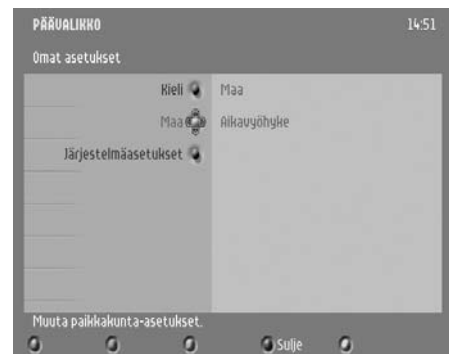 PÄÄVALIKKO 14:51
Omat asetukset
Kieli Maa
Maa Aikavyöhyke
Järjestelmäasetukset
Muuta paikkakunta-asetukset.
Sulje